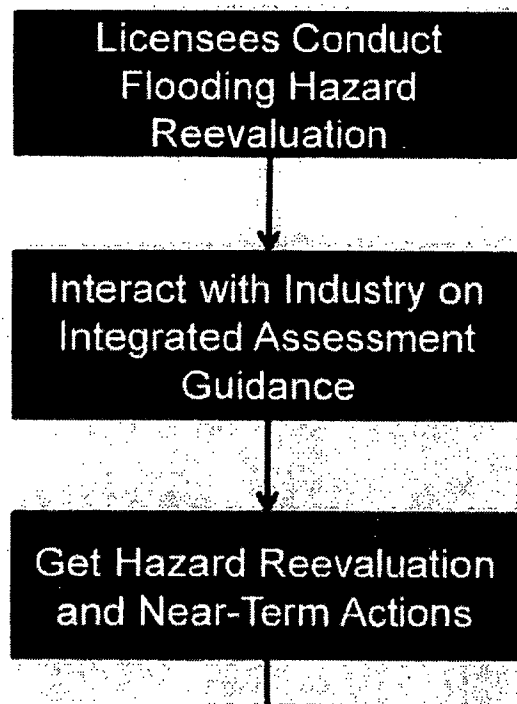 Licensees Conduct
Flooding Hazard
Reevaluation
Interact with Industry on
Integrated Assessment
Guidance
Get Hazard Reevaluation
and Near-Term Actions